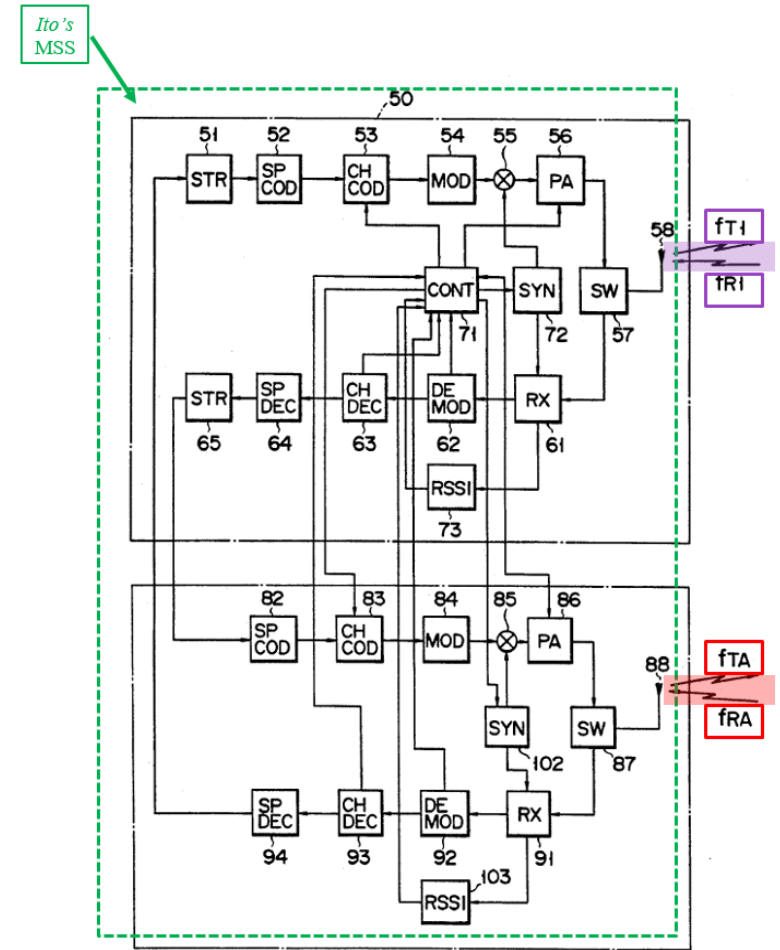 Ito's
MSS
50
51 52 53 54 55 56
STR SP COD CH COD MOD PA
58
fT1
fR1
CONT SYN SW
71 72 57
STR SP DEC CH DEC DE MOD RX
65 64 63 62 61
RSSI
73
82 83 84 85 86
SP COD CH COD MOD PA
88
fTA
fRA
SYN SW
102 87
SP DEC CH DEC DE MOD RX
94 93 92 91
103
RSSI